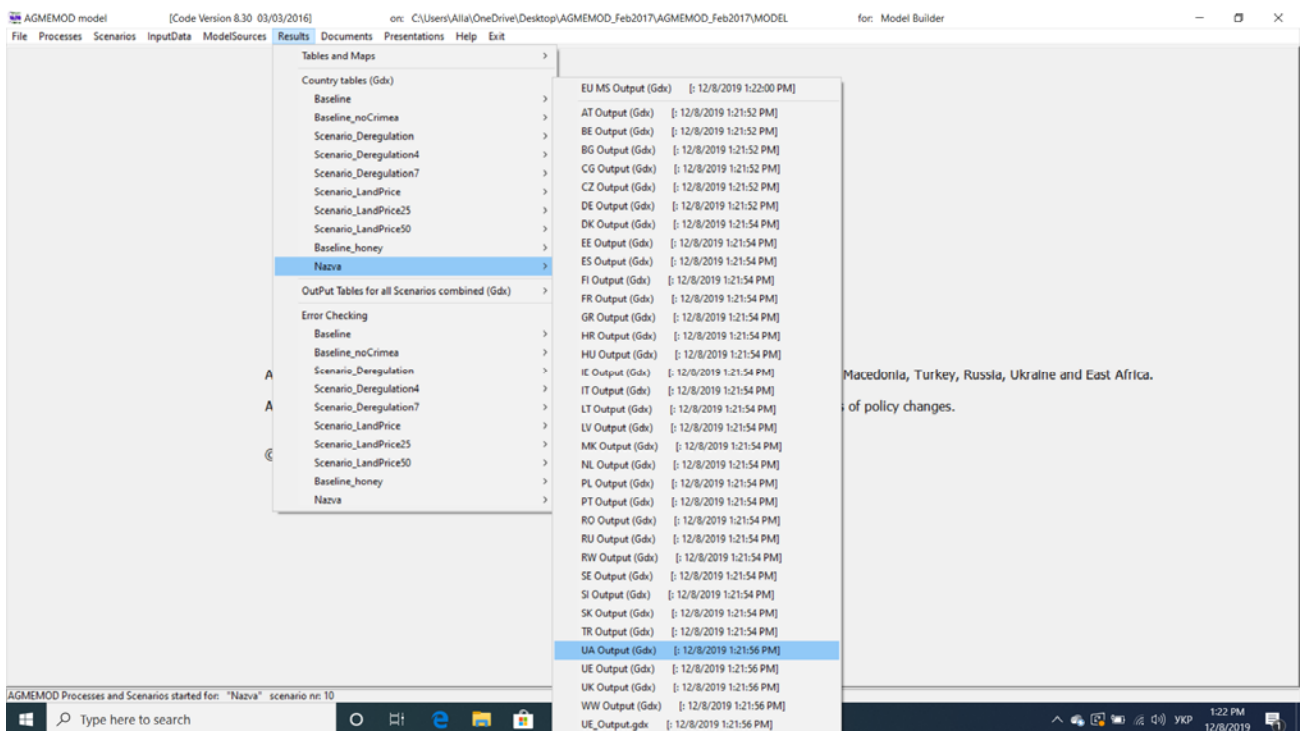 AGMEMOD model [Code Version 8.30 03/03/2016] on: C:\Users\Alla\OneDrive\Desktop\AGMEMOD_Feb2017\AGMEMOD_Feb2017\MODEL for: Model Builder
File Processes Scenarios InputData ModelSources Results Documents Presentations Help Exit
Tables and Maps
Country tables (Gdx)
Baseline
Baseline_noCrimea
Scenario_Deregulation
Scenario_Deregulation4
Scenario_Deregulation7
Scenario_LandPrice
Scenario_LandPrice25
Scenario_LandPrice50
Baseline_honey
Nazva
OutPut Tables for all Scenarios combined (Gdx)
Error Checking
Baseline
Baseline_noCrimea
Scenario_Deregulation
Scenario_Deregulation4
Scenario_Deregulation7
Scenario_LandPrice
Scenario_LandPrice25
Scenario_LandPrice50
Baseline_honey
Nazva
EU MS Output (Gdx) [: 12/8/2019 1:22:00 PM]
AT Output (Gdx) [: 12/8/2019 1:21:52 PM]
BE Output (Gdx) [: 12/8/2019 1:21:52 PM]
BG Output (Gdx) [: 12/8/2019 1:21:52 PM]
CG Output (Gdx) [: 12/8/2019 1:21:52 PM]
CZ Output (Gdx) [: 12/8/2019 1:21:52 PM]
DE Output (Gdx) [: 12/8/2019 1:21:52 PM]
DK Output (Gdx) [: 12/8/2019 1:21:54 PM]
EE Output (Gdx) [: 12/8/2019 1:21:54 PM]
ES Output (Gdx) [: 12/8/2019 1:21:54 PM]
FI Output (Gdx) [: 12/8/2019 1:21:54 PM]
FR Output (Gdx) [: 12/8/2019 1:21:54 PM]
GR Output (Gdx) [: 12/8/2019 1:21:54 PM]
HR Output (Gdx) [: 12/8/2019 1:21:54 PM]
HU Output (Gdx) [: 12/8/2019 1:21:54 PM]
IE Output (Gdx) [: 12/8/2019 1:21:54 PM]
IT Output (Gdx) [: 12/8/2019 1:21:54 PM]
LT Output (Gdx) [: 12/8/2019 1:21:54 PM]
LV Output (Gdx) [: 12/8/2019 1:21:54 PM]
MK Output (Gdx) [: 12/8/2019 1:21:54 PM]
NL Output (Gdx) [: 12/8/2019 1:21:54 PM]
PL Output (Gdx) [: 12/8/2019 1:21:54 PM]
PT Output (Gdx) [: 12/8/2019 1:21:54 PM]
RO Output (Gdx) [: 12/8/2019 1:21:54 PM]
RU Output (Gdx) [: 12/8/2019 1:21:54 PM]
RW Output (Gdx) [: 12/8/2019 1:21:54 PM]
SE Output (Gdx) [: 12/8/2019 1:21:54 PM]
SI Output (Gdx) [: 12/8/2019 1:21:54 PM]
SK Output (Gdx) [: 12/8/2019 1:21:54 PM]
TR Output (Gdx) [: 12/8/2019 1:21:54 PM]
UA Output (Gdx) [: 12/8/2019 1:21:56 PM]
UE Output (Gdx) [: 12/8/2019 1:21:56 PM]
UK Output (Gdx) [: 12/8/2019 1:21:56 PM]
WW Output (Gdx) [: 12/8/2019 1:21:56 PM]
UE_Output.gdx [: 12/8/2019 1:21:56 PM]
A Macedonia, Turkey, Russia, Ukraine and East Africa.
A s of policy changes.
©
AGMEMOD Processes and Scenarios started for: "Nazva" scenario nr: 10
Type here to search
УКР
1:22 PM
12/8/2019